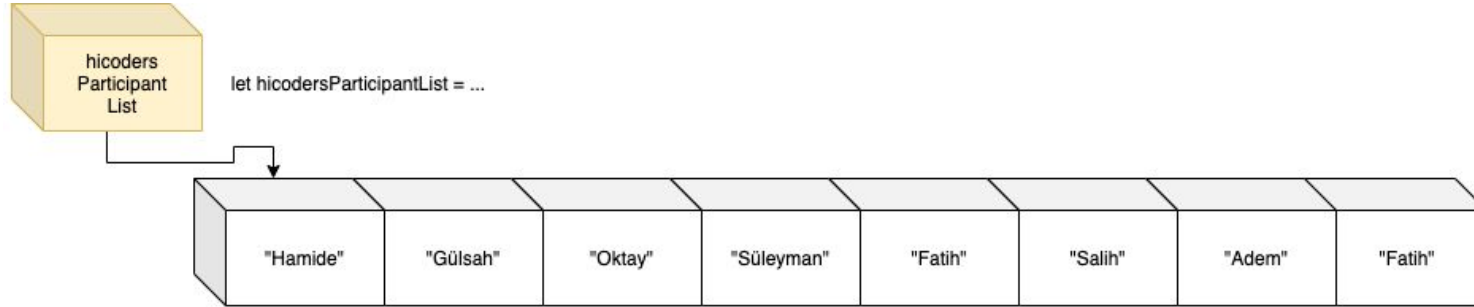 hicoders
Participant
List
let hicodersParticipantList = ...
"Hamide" "Gülsah" "Oktay" "Süleyman" "Fatih" "Salih" "Adem" "Fatih"